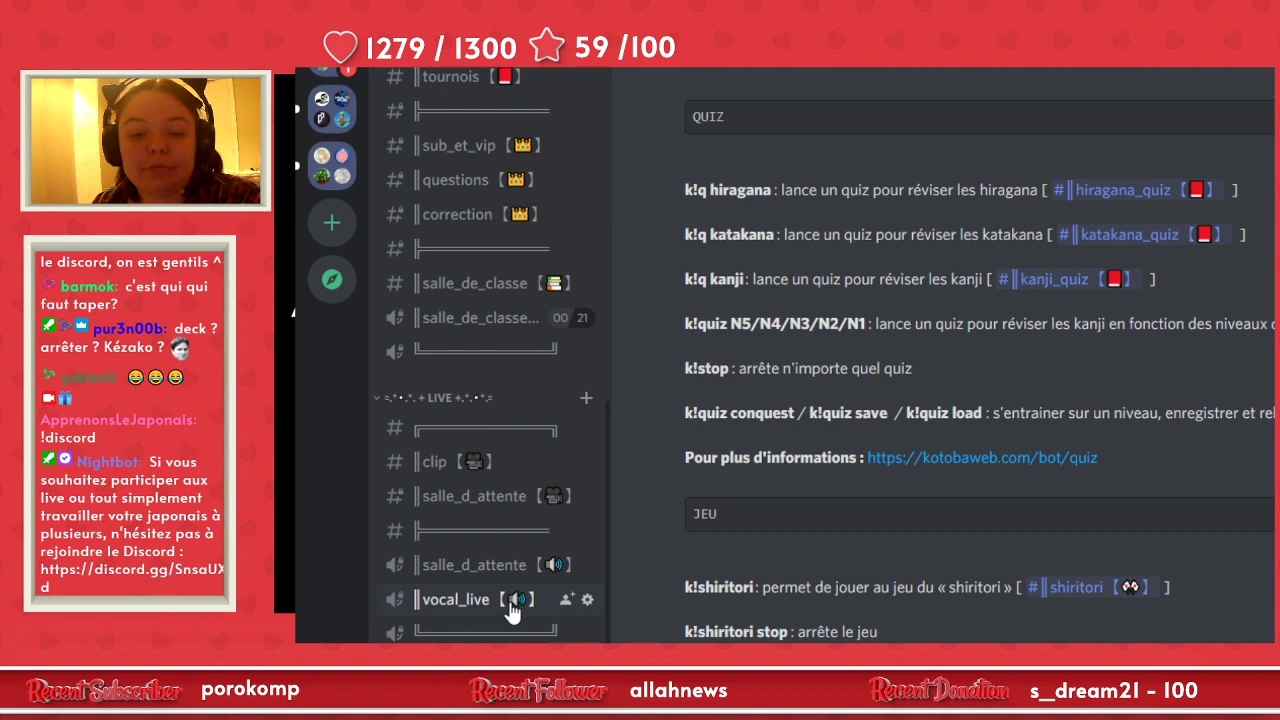 1279 / 1300 59 /100
le discord, on est gentils ^
barmok: c'est qui qui
faut taper?
pur3n00b: deck ?
arrêter ? Kézako ?
yukimiii: 😄 😄 😄
ApprenonsLeJaponais:
!discord
Nightbot: Si vous
souhaitez participer aux
live ou tout simplement
travailler votre japonais à
plusieurs, n'hésitez pas à
rejoindre le Discord :
https://discord.gg/SnsaUX
d
tournois【📕】
sub_et_vip【👑】
questions【👑】
correction【👑】
salle_de_classe【📚】
salle_de_classe... 00 21
+ LIVE +
clip【🎥】
salle_d_attente【🎥】
salle_d_attente【🔊】
vocal_live【🔊】
QUIZ
k!q hiragana : lance un quiz pour réviser les hiragana [ #║hiragana_quiz【📕】 ]
k!q katakana : lance un quiz pour réviser les katakana [ #║katakana_quiz【📕】 ]
k!q kanji : lance un quiz pour réviser les kanji [ #║kanji_quiz【📕】 ]
k!quiz N5/N4/N3/N2/N1 : lance un quiz pour réviser les kanji en fonction des niveaux
k!stop : arrête n'importe quel quiz
k!quiz conquest / k!quiz save / k!quiz load : s'entrainer sur un niveau, enregistrer et
Pour plus d'informations : https://kotobaweb.com/bot/quiz
JEU
k!shiritori : permet de jouer au jeu du « shiritori » [ #║shiritori【🎮】 ]
k!shiritori stop : arrête le jeu
Recent Subscriber porokomp
Recent Follower allahnews
Recent Donation s_dream21 - 100